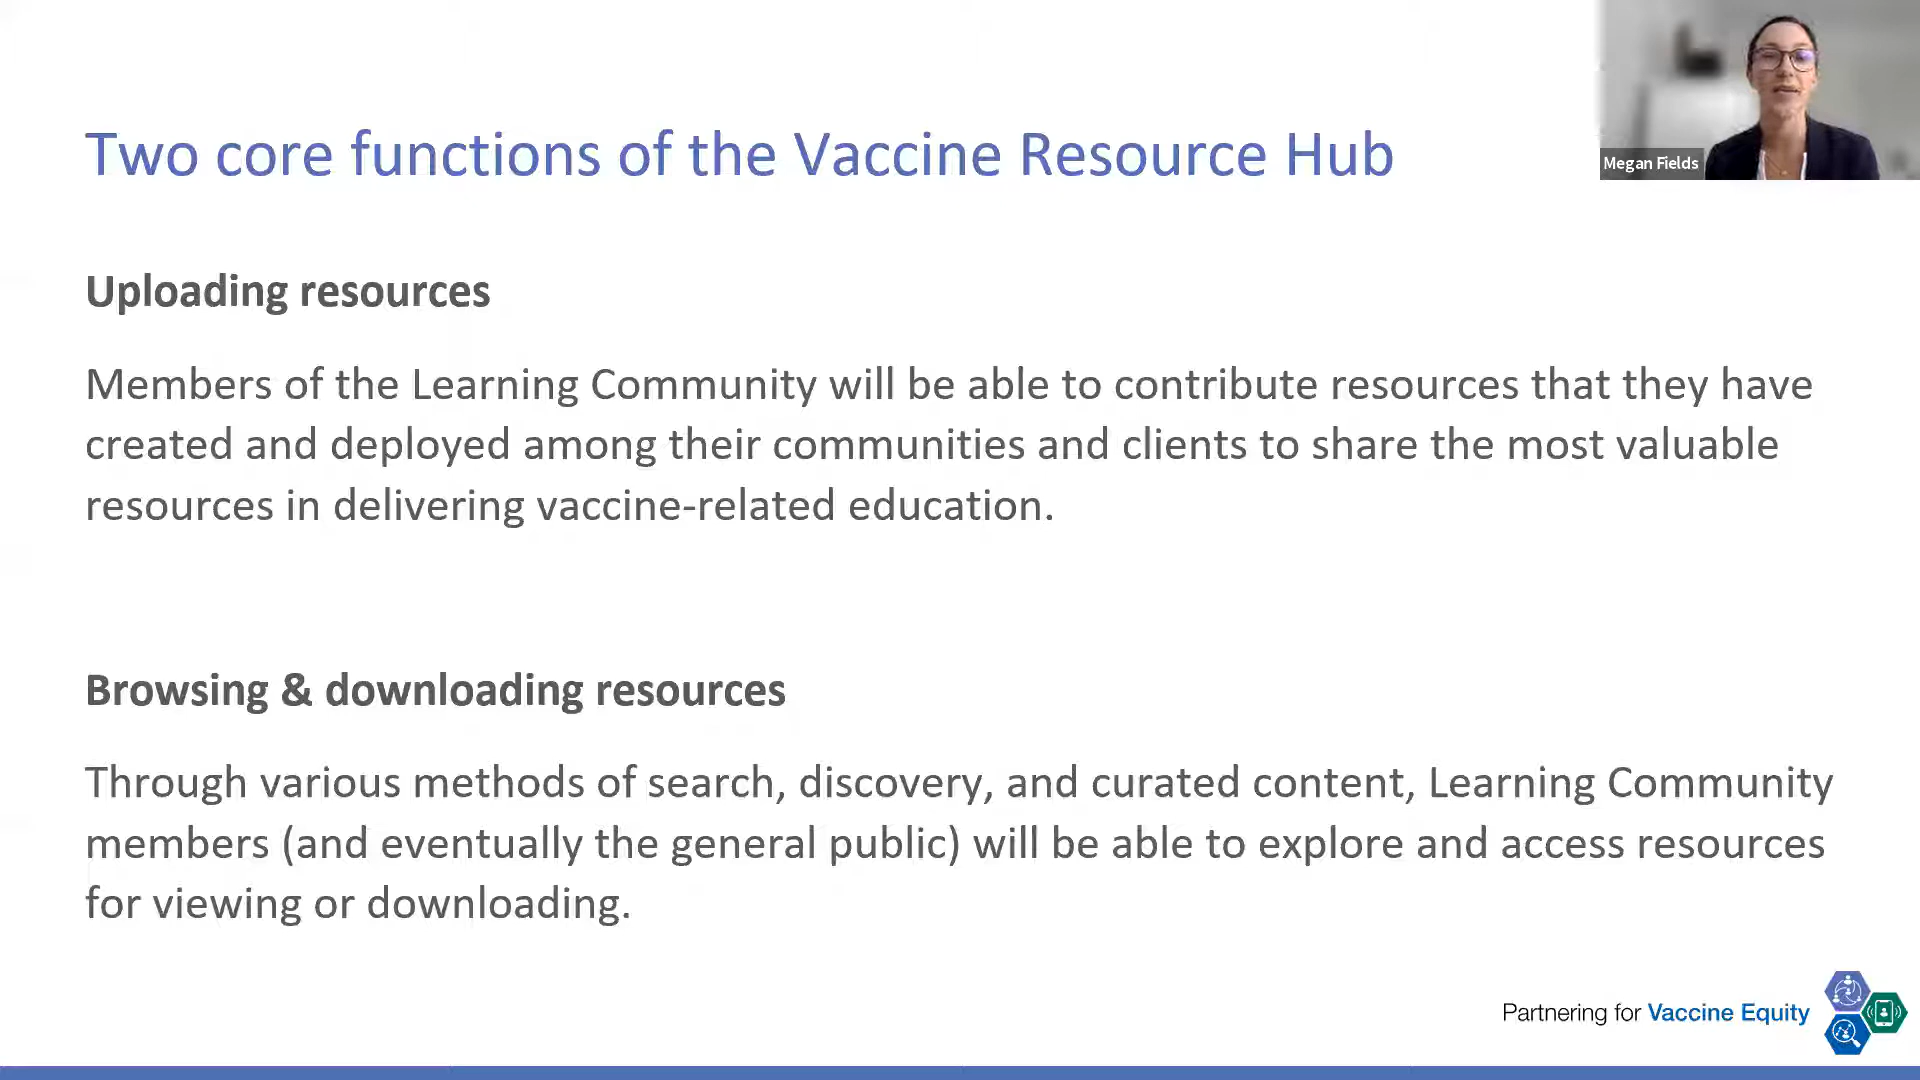 Two core functions of the Vaccine Resource Hub
Megan Fields
Uploading resources
Members of the Learning Community will be able to contribute resources that they have
created and deployed among their communities and clients to share the most valuable
resources in delivering vaccine-related education.
Browsing & downloading resources
Through various methods of search, discovery, and curated content, Learning Community
members (and eventually the general public) will be able to explore and access resources
for viewing or downloading.
Partnering for Vaccine Equity